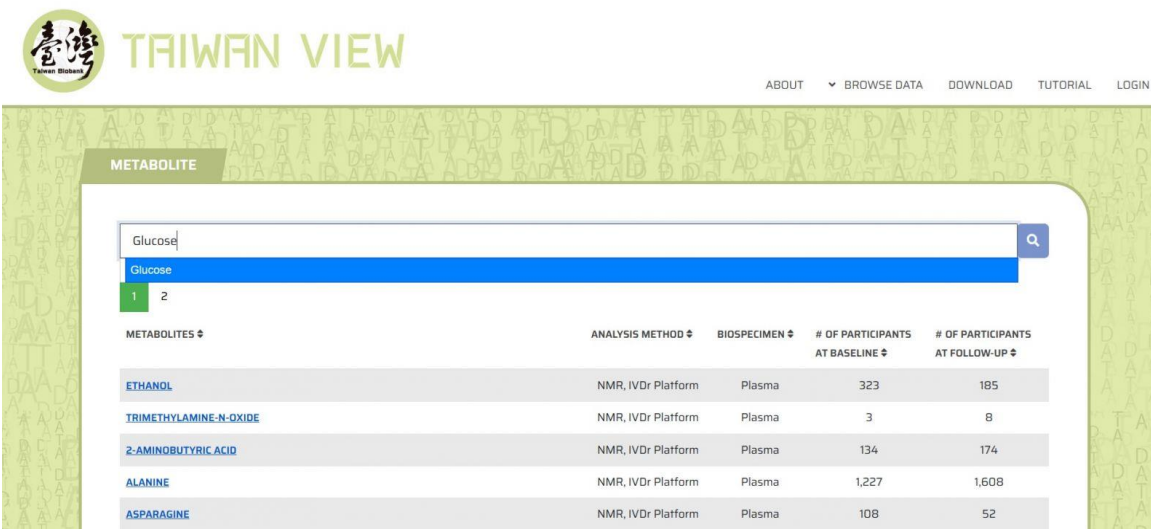 臺灣
Taiwan Biobank
TAIWAN VIEW
ABOUT BROWSE DATA DOWNLOAD TUTORIAL LOGIN
METABOLITE
Glucose
Glucose
1 2
METABOLITES ANALYSIS METHOD BIOSPECIMEN # OF PARTICIPANTS AT BASELINE # OF PARTICIPANTS AT FOLLOW-UP
ETHANOL NMR, IVDr Platform Plasma 323 185
TRIMETHYLAMINE-N-OXIDE NMR, IVDr Platform Plasma 3 8
2-AMINOBUTYRIC ACID NMR, IVDr Platform Plasma 134 174
ALANINE NMR, IVDr Platform Plasma 1,227 1,608
ASPARAGINE NMR, IVDr Platform Plasma 108 52